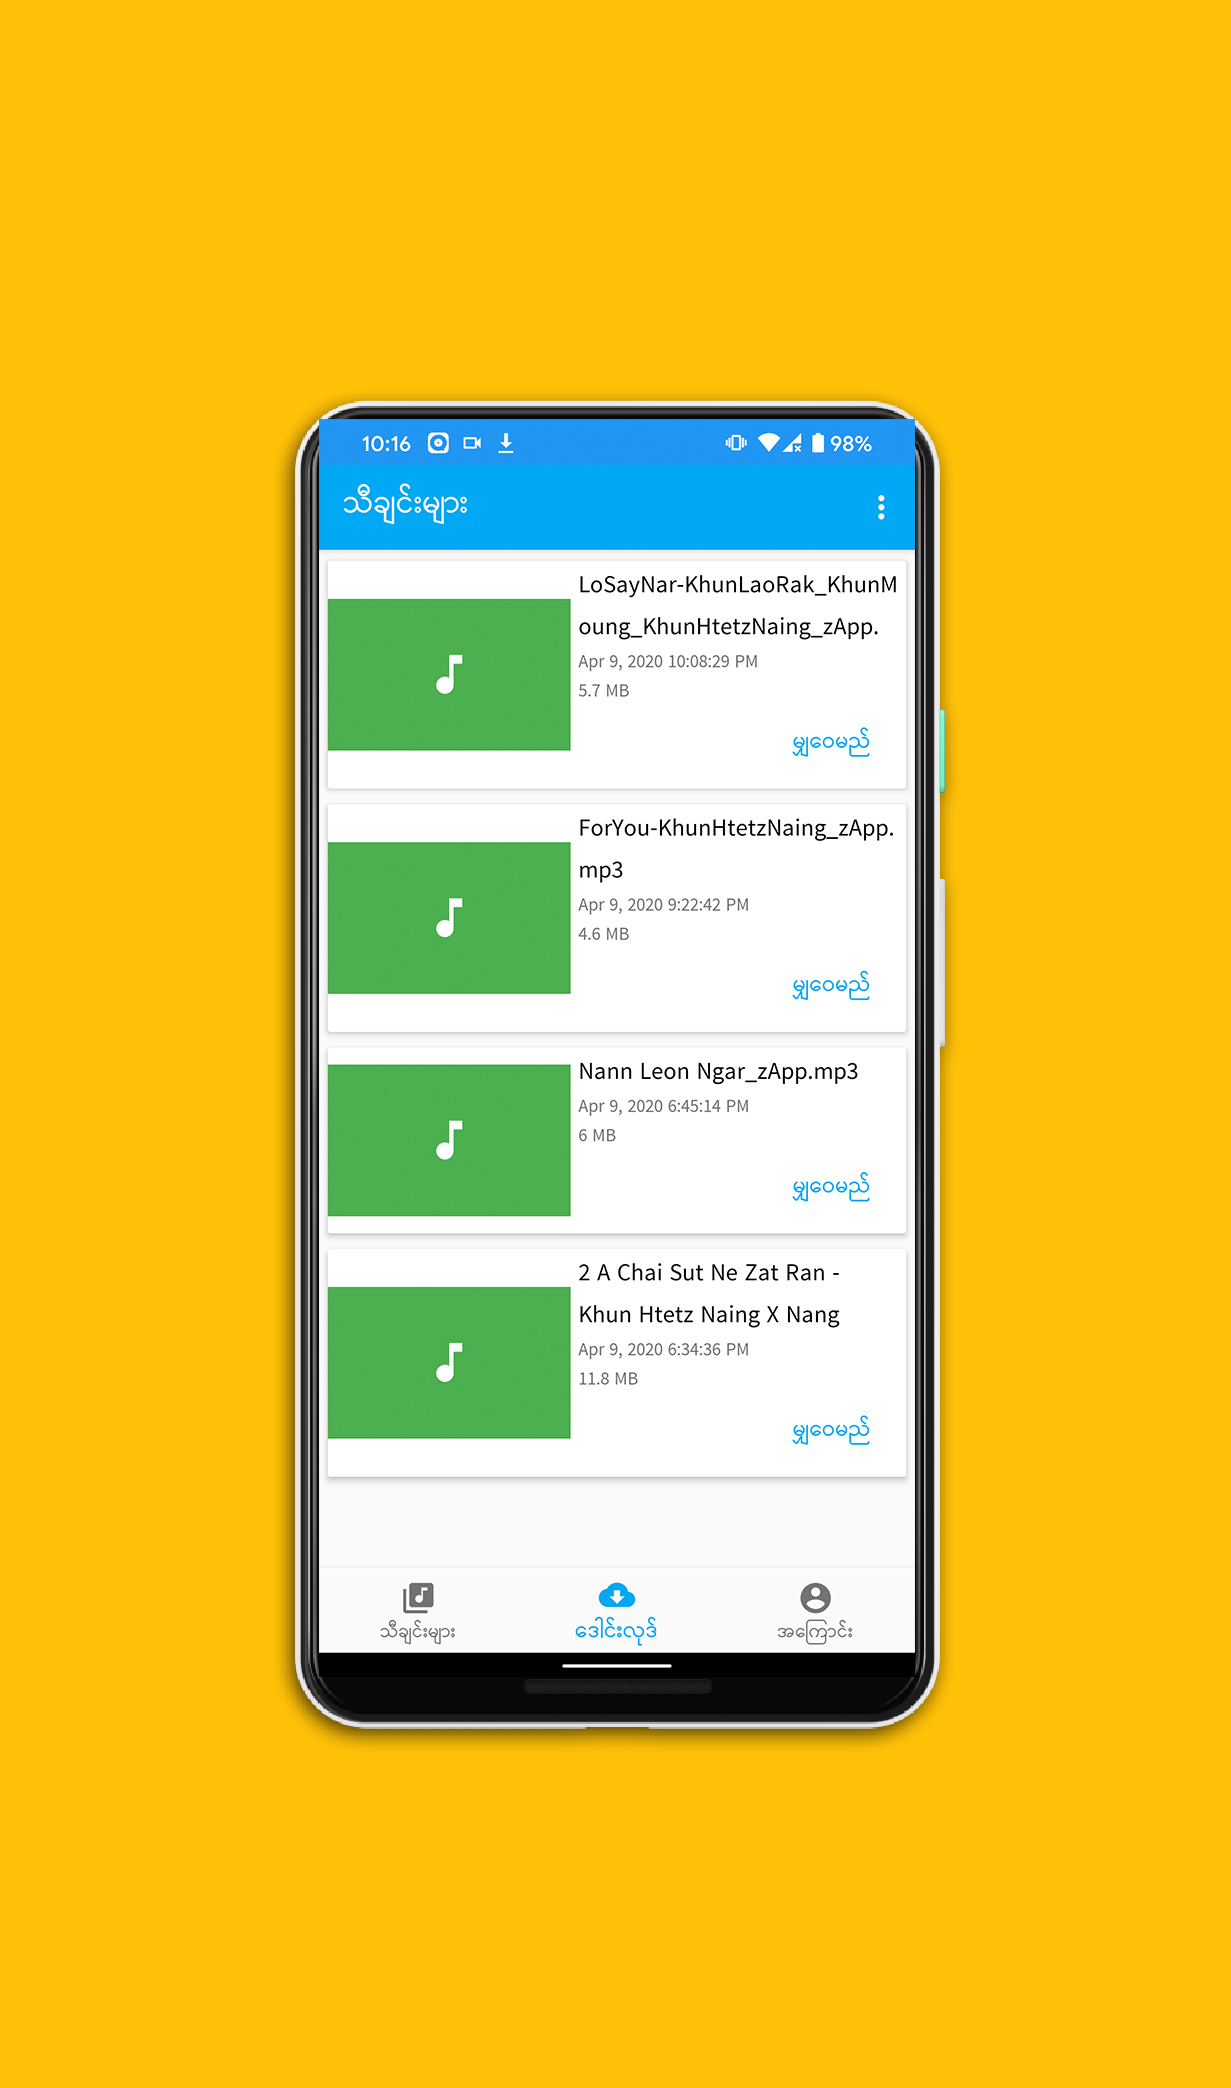 10:16
98%
သီချင်းများ
LoSayNar-KhunLaoRak_KhunM
oung_KhunHtetzNaing_zApp.
Apr 9, 2020 10:08:29 PM
5.7 MB
မျှဝေမည်
ForYou-KhunHtetzNaing_zApp.
mp3
Apr 9, 2020 9:22:42 PM
4.6 MB
မျှဝေမည်
Nann Leon Ngar_zApp.mp3
Apr 9, 2020 6:45:14 PM
6 MB
မျှဝေမည်
2 A Chai Sut Ne Zat Ran -
Khun Htetz Naing X Nang
Apr 9, 2020 6:34:36 PM
11.8 MB
မျှဝေမည်
သီချင်းများ
ဒေါင်းလုဒ်
အကြောင်း